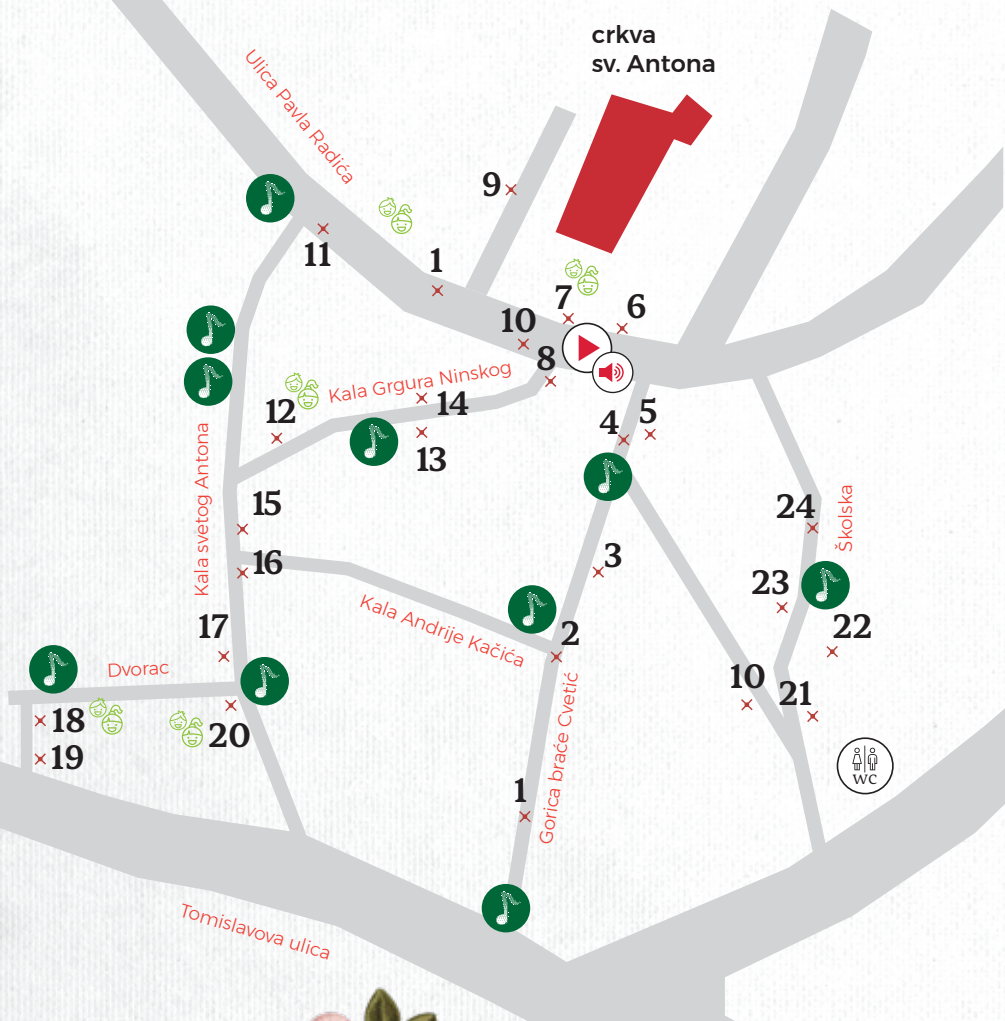 crkva
sv. Antona
Ulica Pavla Radića
9
11
1
7
6
10
8
Kala Grgura Ninskog
14
12
13
4
5
Kala svetog Antona
15
16
3
24
Školska
23
22
Kala Andrije Kačića
2
17
Dvorac
18
19
20
10
21
WC
1
Gorica braće Cvetić
Tomislavova ulica